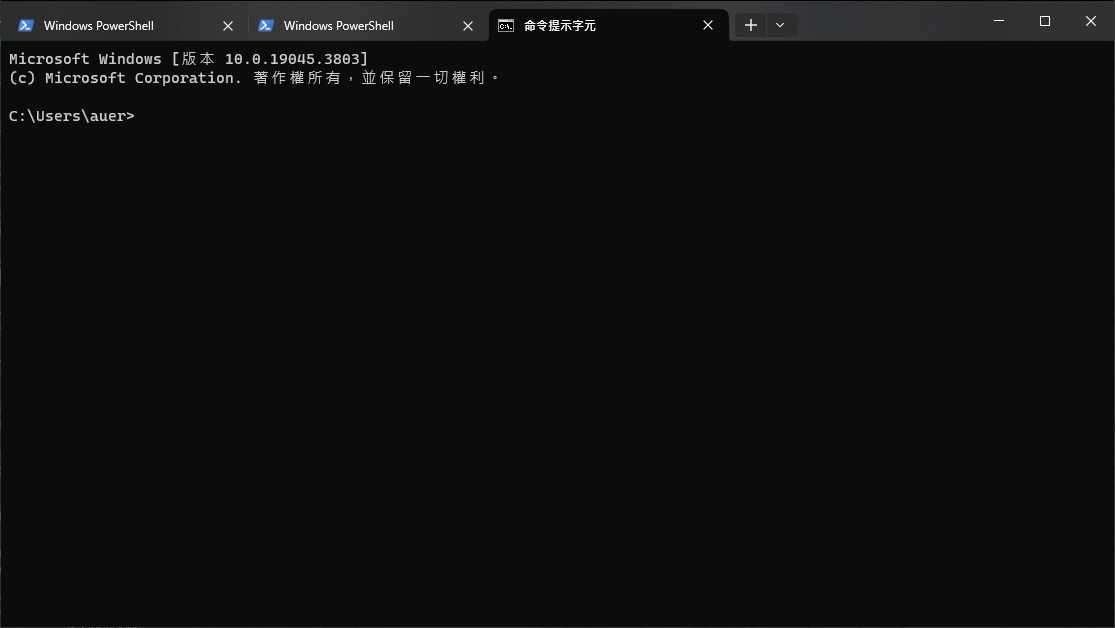 Windows PowerShell
Windows PowerShell
命令提示字元
Microsoft Windows [版本 10.0.19045.3803]
(c) Microsoft Corporation. 著作權所有，並保留一切權利。
C:\Users\auer>